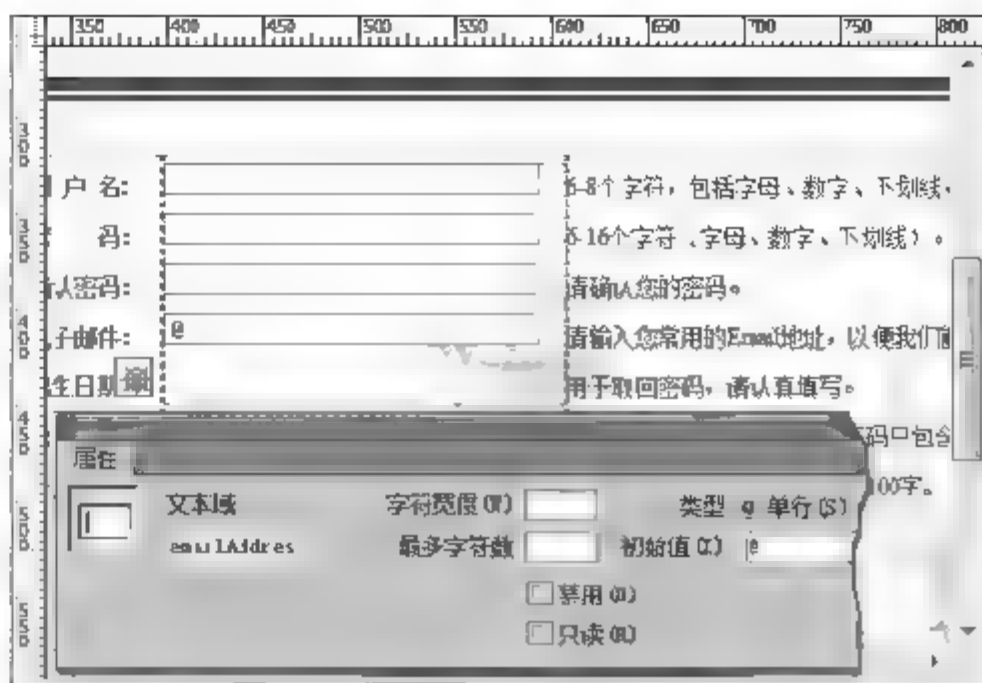 350 400 450 500 550 600 650 700 750 800
300
350
400
450
500
550
户 名: 6-8个字符，包括字母、数字、下划线，
码: 6-16个字符、字母、数字、下划线）。
认密码: 请确认您的密码。
子邮件: @ 请输入您常用的Email地址，以便我们
生日期 用于取回密码，请认真填写。
码口包含
100字。
属性
文本域 字符宽度(W) 类型 单行(S)
emailAddres 最多字符数 初始值(I) @
禁用(D)
只读(R)